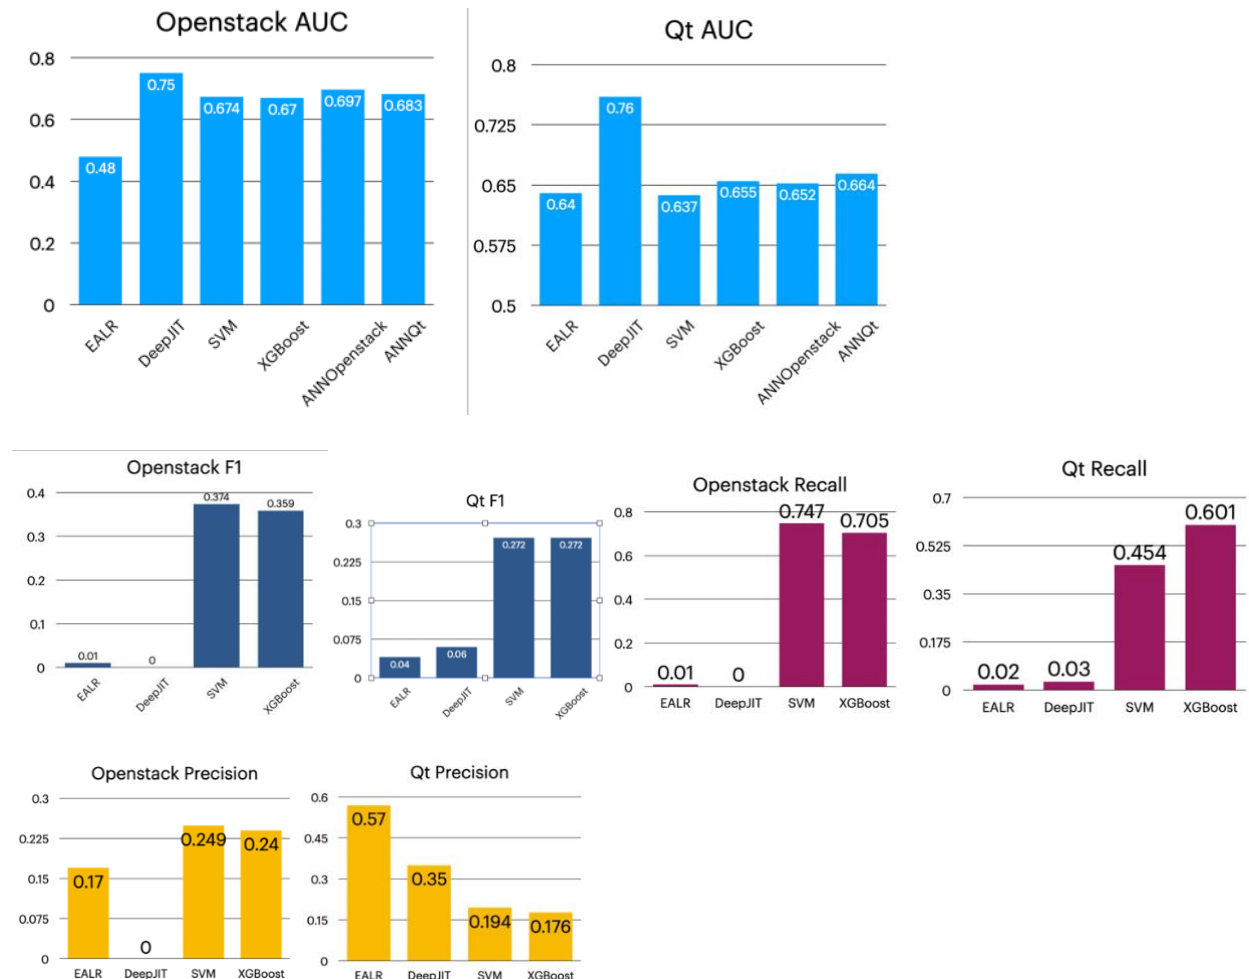 Openstack AUC
0.8
0.6
0.4
0.2
0
0.48
0.75
0.674
0.67
0.697
0.683
EALR
DeepJIT
SVM
XGBoost
ANNOpenstack
ANNQt
Qt AUC
0.8
0.725
0.65
0.575
0.5
0.64
0.76
0.637
0.655
0.652
0.664
EALR
DeepJIT
SVM
XGBoost
ANNOpenstack
ANNQt
Openstack F1
0.4
0.3
0.2
0.1
0
0.01
0
0.374
0.359
EALR
DeepJIT
SVM
XGBoost
Qt F1
0.3
0.225
0.15
0.075
0
0.04
0.06
0.272
0.272
EALR
DeepJIT
SVM
XGBoost
Openstack Recall
0.8
0.6
0.4
0.2
0
0.01
0
0.747
0.705
EALR
DeepJIT
SVM
XGBoost
Qt Recall
0.7
0.525
0.35
0.175
0
0.02
0.03
0.454
0.601
EALR
DeepJIT
SVM
XGBoost
Openstack Precision
0.3
0.225
0.15
0.075
0
0.17
0
0.249
0.24
EALR
DeepJIT
SVM
XGBoost
Qt Precision
0.6
0.45
0.3
0.15
0
0.57
0.35
0.194
0.176
EALR
DeepJIT
SVM
XGBoost